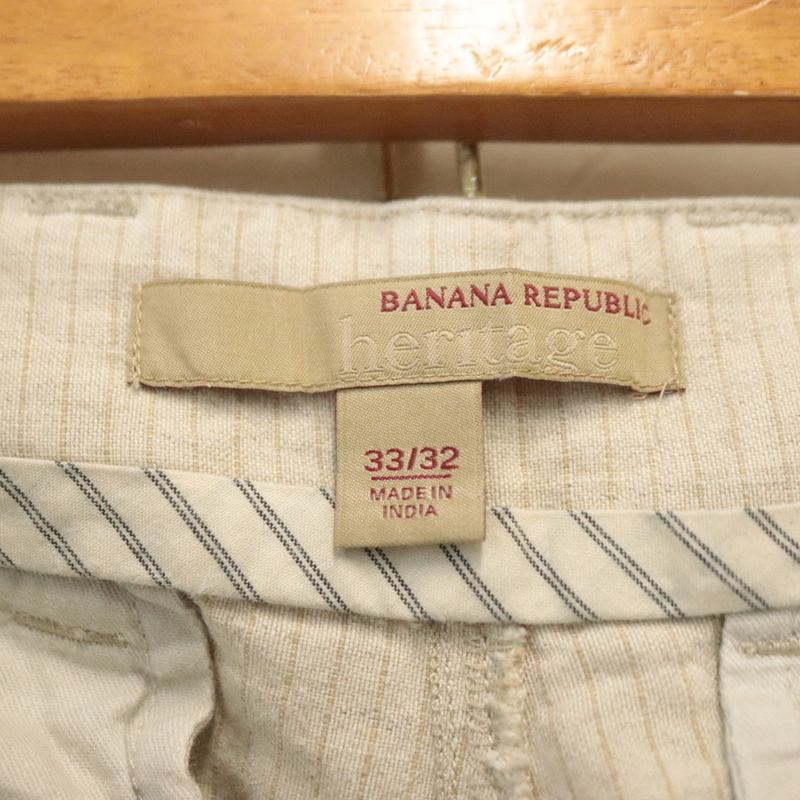 BANANA REPUBLIC
heritage
33/32
MADE IN
INDIA